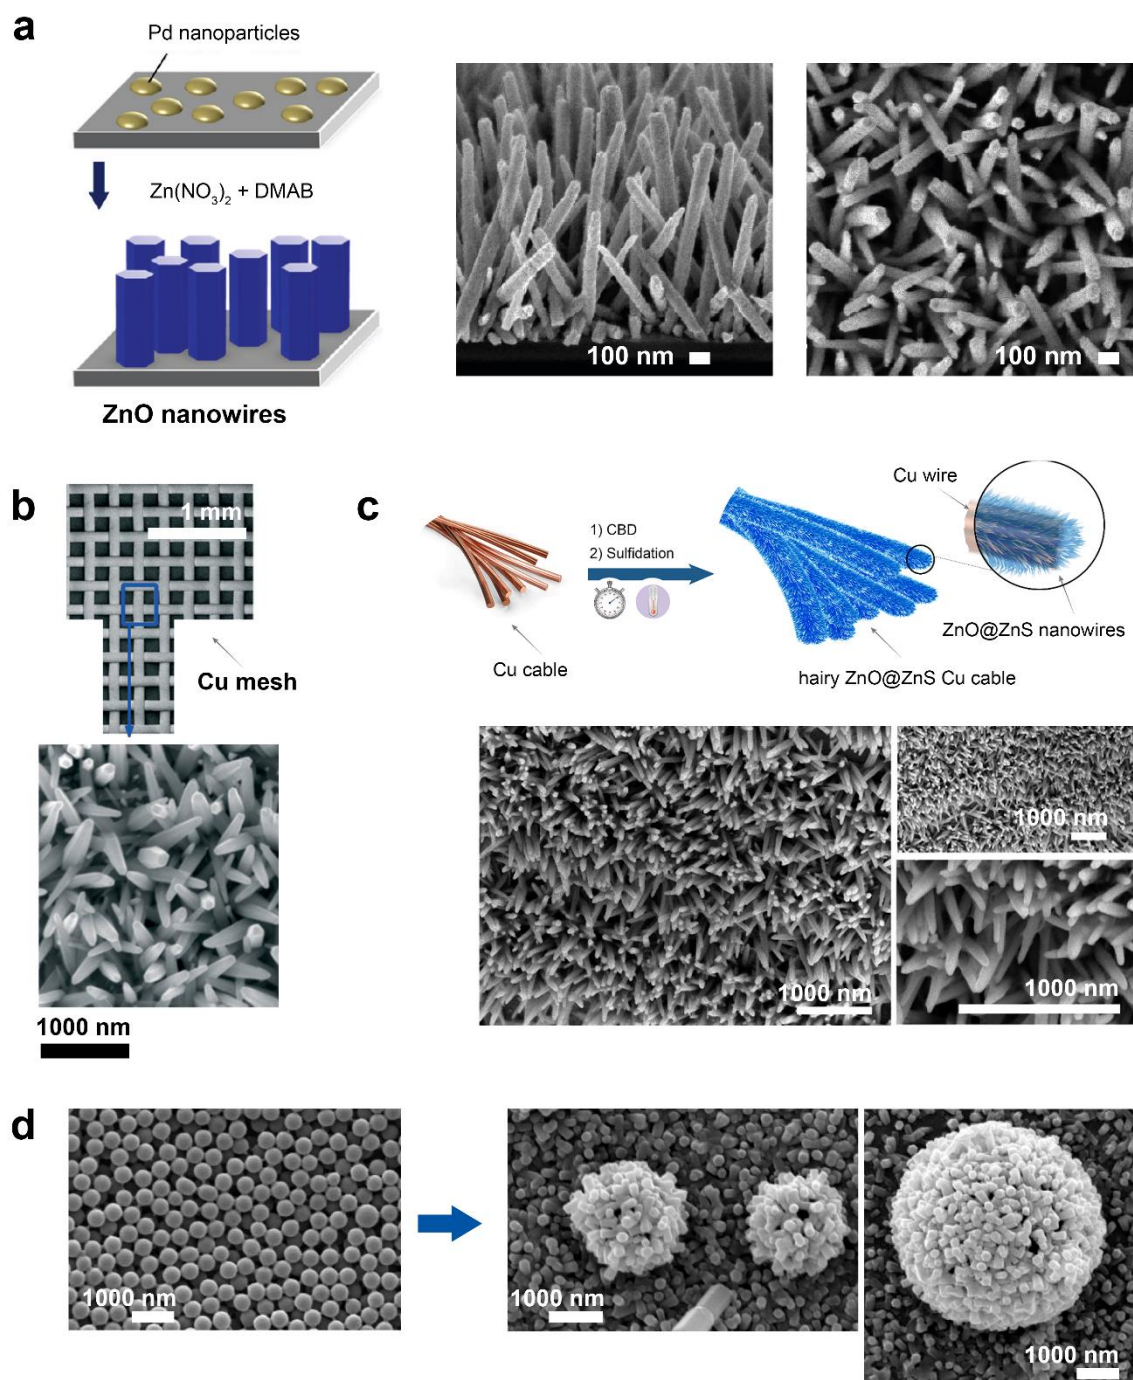 a
Pd nanoparticles
Zn(NO₃)₂ + DMAB
ZnO nanowires
100 nm
100 nm
b
1 mm
Cu mesh
1000 nm
c
Cu cable
1) CBD
2) Sulfidation
Cu wire
ZnO@ZnS nanowires
hairy ZnO@ZnS Cu cable
1000 nm
1000 nm
1000 nm
d
1000 nm
1000 nm
1000 nm